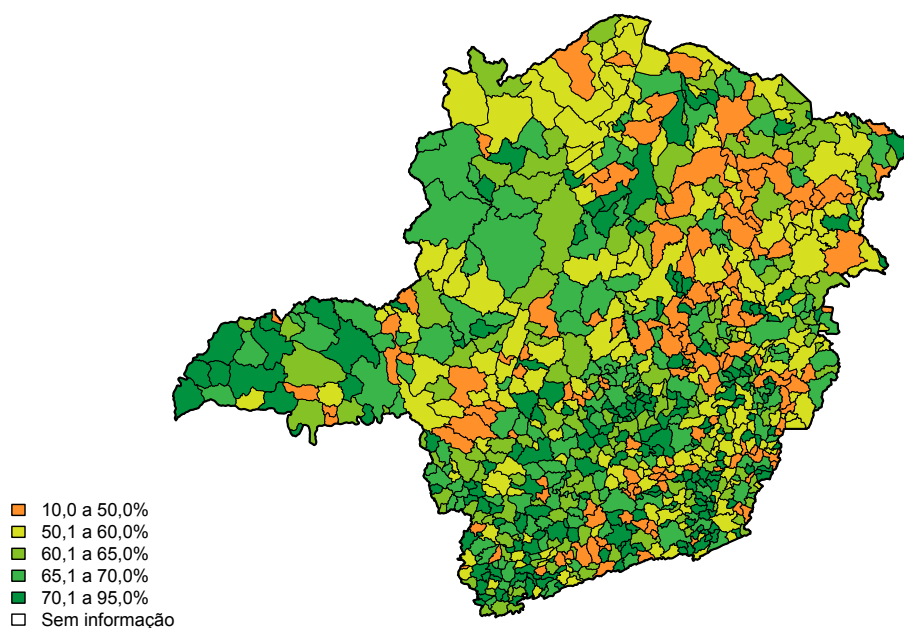 10,0 a 50,0%
50,1 a 60,0%
60,1 a 65,0%
65,1 a 70,0%
70,1 a 95,0%
Sem informação